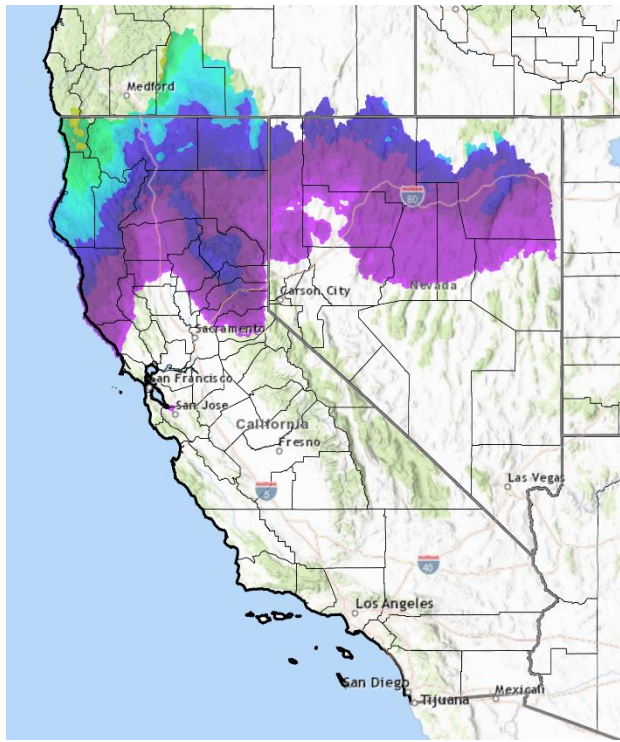 Medford
80
Carson City
Nevada
Sacramento
San Francisco
San Jose
California
Fresno
Las Vegas
5
40
Los Angeles
San Diego
Mexicali
Tijuana